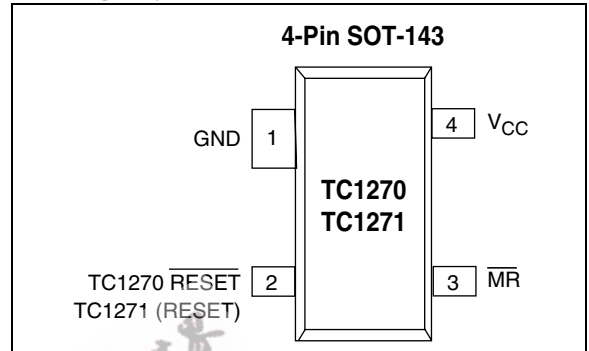 4-Pin SOT-143
GND 1
4 VCC
TC1270
TC1271
TC1270 RESET 2
TC1271 (RESET)
3 MR